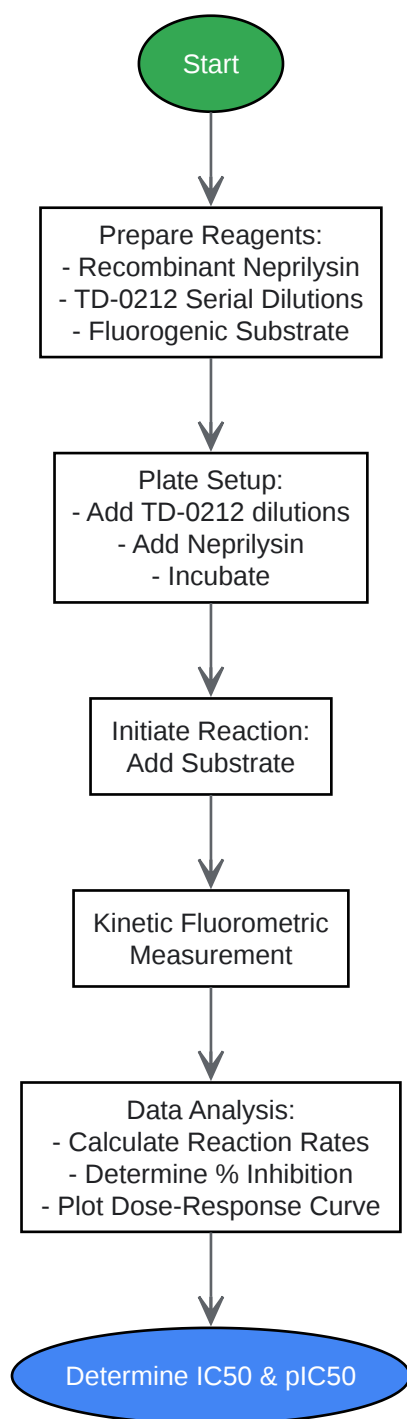 Start
Prepare Reagents:
- Recombinant Neprilysin
- TD-0212 Serial Dilutions
- Fluorogenic Substrate
Plate Setup:
- Add TD-0212 dilutions
- Add Neprilysin
- Incubate
Initiate Reaction:
Add Substrate
Kinetic Fluorometric
Measurement
Data Analysis:
- Calculate Reaction Rates
- Determine % Inhibition
- Plot Dose-Response Curve
Determine IC50 & pIC50